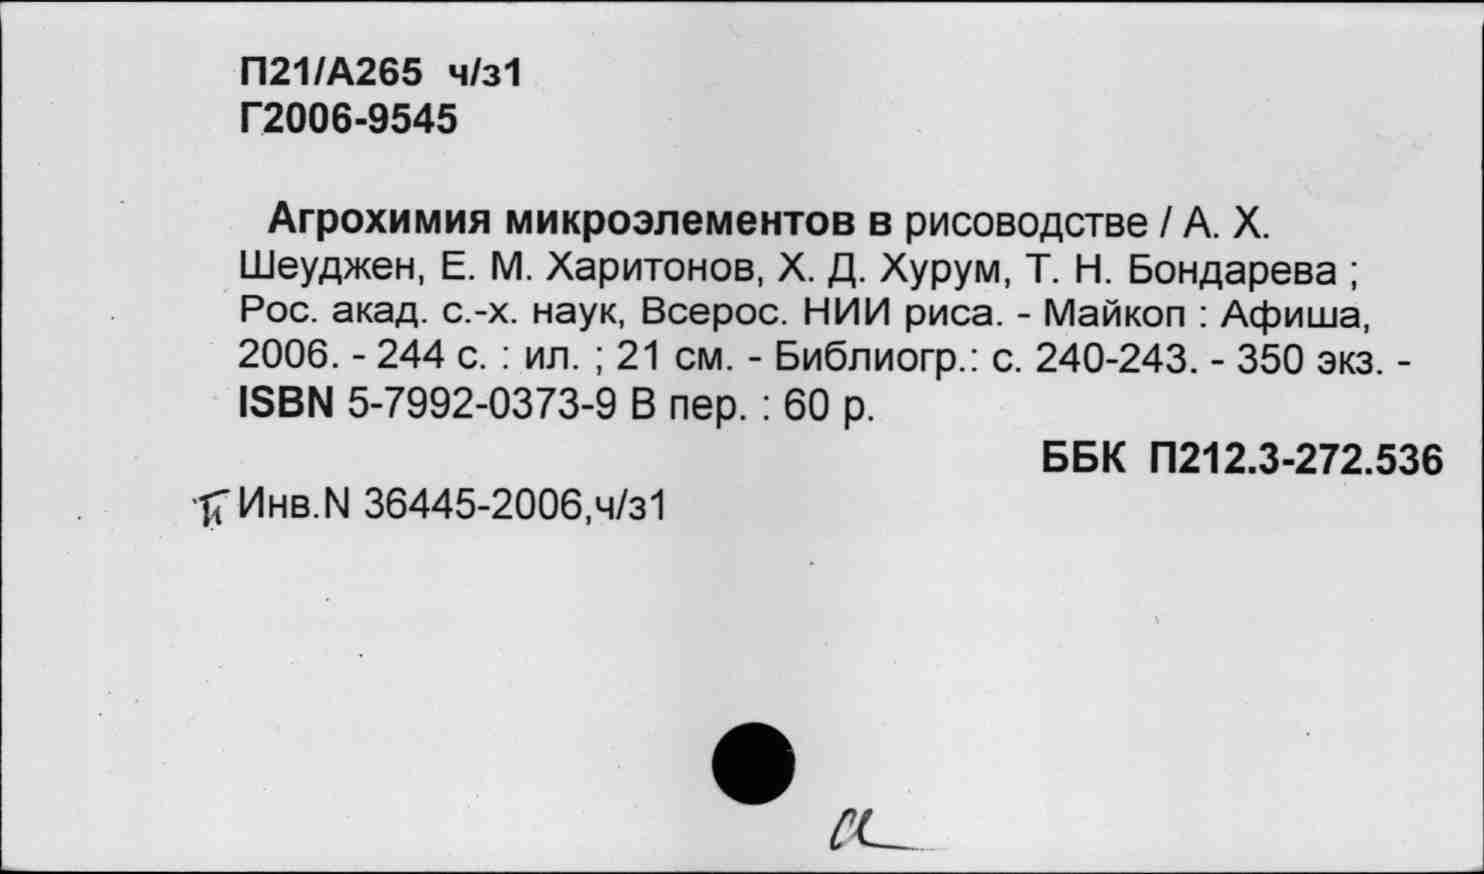 П21/А265 ч/з1
Г2006-9545
Агрохимия микроэлементов в рисоводстве / А. Х.
Шеуджен, Е. М. Харитонов, Х. Д. Хурум, Т. Н. Бондарева ;
Рос. акад. с.-х. наук, Всерос. НИИ риса. - Майкоп : Афиша,
2006. - 244 с. : ил. ; 21 см. - Библиогр.: с. 240-243. - 350 экз. -
ISBN 5-7992-0373-9 В пер. : 60 р.
ББК П212.3-272.536
Инв.N 36445-2006,ч/з1